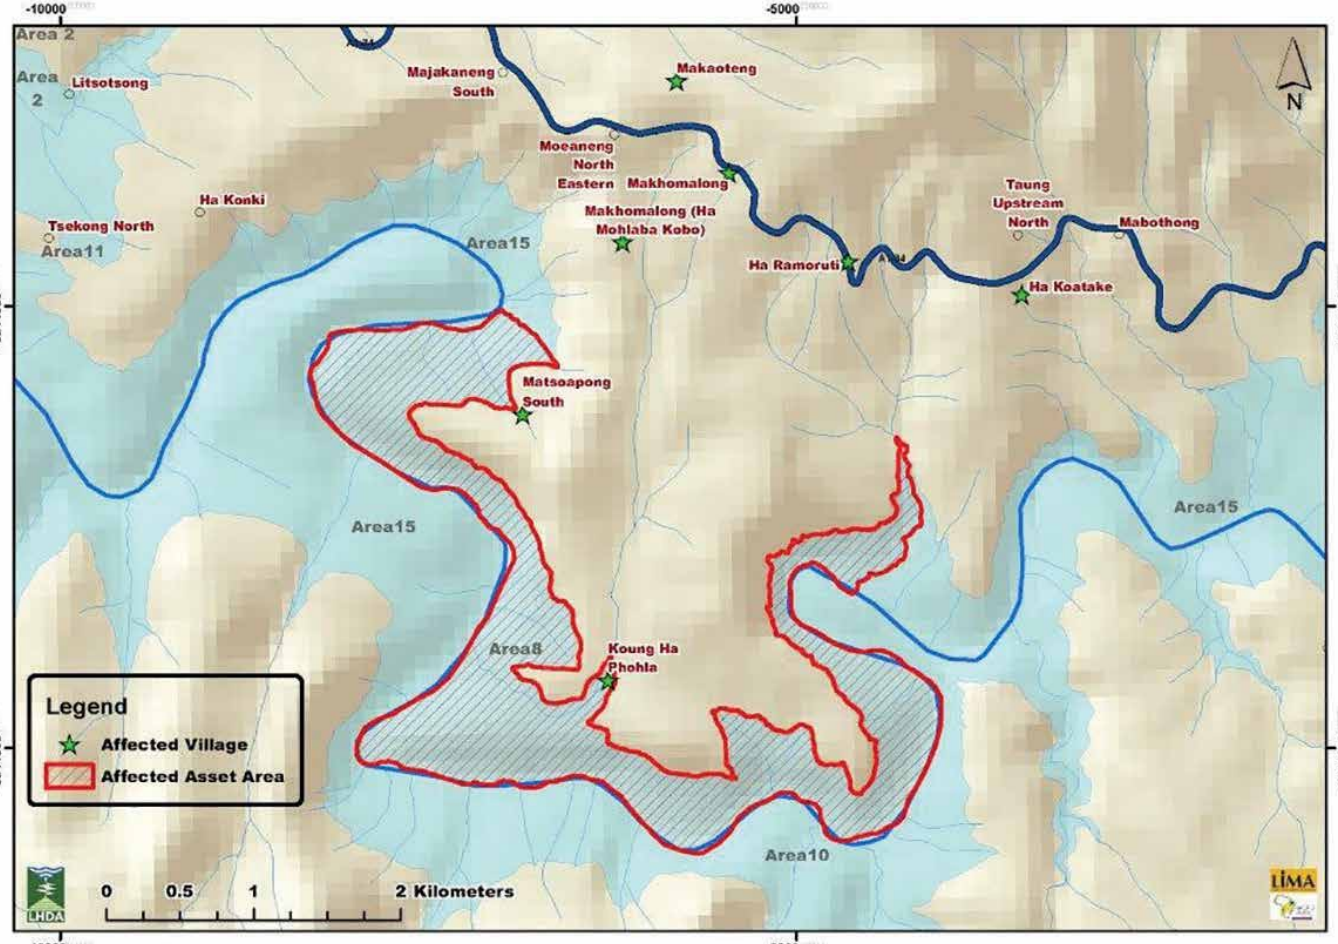 -10000
-5000
Area 2
Area
2
Litsotsong
Majakaneng
South
Makaoteng
N
Moeaneng
North
Eastern
Makhomalong
Makhomalong (Ha
Mohlaba Kobo)
Taung
Upstream
North
Mabothong
Ha Konki
Tsekong North
Area11
Area15
Ha Ramoruti
Ha Koatake
Matsoapong
South
Area15
Area15
Area8
Koung Ha
Phohla
Legend
Affected Village
Affected Asset Area
Area10
0 0.5 1 2 Kilometers
LHDA
LIMA